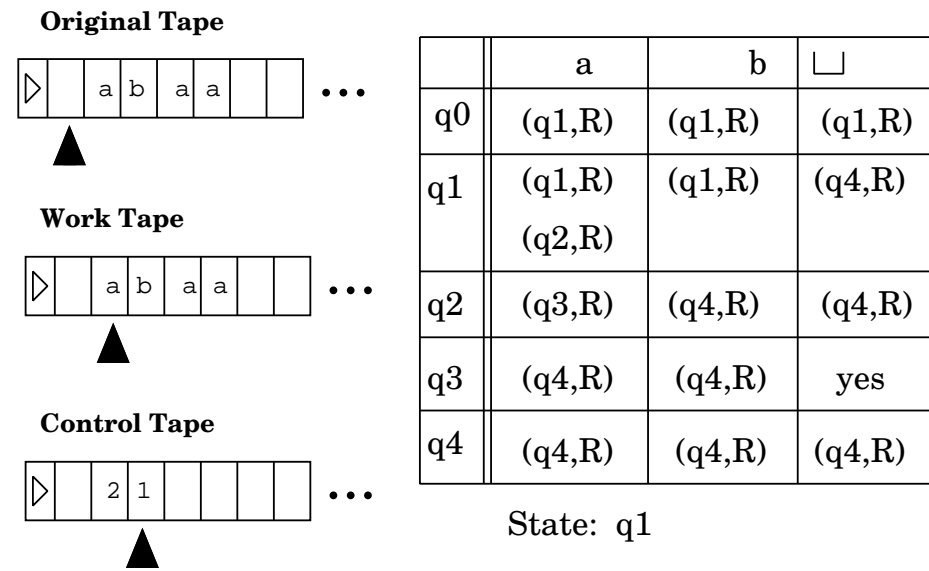 Original Tape
▷ a b a a ...
Work Tape
▷ a b a a ...
Control Tape
▷ 2 1 ...
a b ⊔
q0 (q1,R) (q1,R) (q1,R)
q1 (q1,R) (q1,R) (q4,R)
(q2,R)
q2 (q3,R) (q4,R) (q4,R)
q3 (q4,R) (q4,R) yes
q4 (q4,R) (q4,R) (q4,R)
State: q1